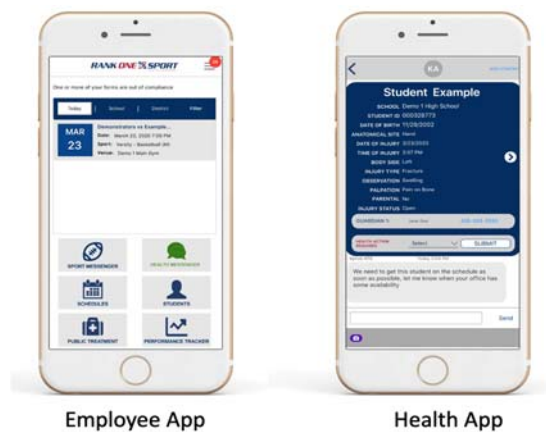 RANK ONE SPORT
One or more of your forms are out of compliance
Today | School | District Filter
MAR
23
Demonstrators vs Example...
Date: March 23, 2020 7:00 PM
Sport: Varsity - Basketball (M)
Venue: Demo 1 Main Gym
SPORT MESSENGER
HEALTH MESSENGER
SCHEDULES
STUDENTS
PUBLIC TREATMENT
PERFORMANCE TRACKER
Employee App
KA
Student Example
SCHOOL Demo 1 High School
STUDENT ID 000328773
DATE OF BIRTH 11/29/2002
ANATOMICAL SITE Hand
DATE OF INJURY 3/23/2020
TIME OF INJURY 3:07 PM
BODY SIDE Left
INJURY TYPE Fracture
OBSERVATION Swelling
PALPATION Pain on Bone
PARENTAL No
INJURY STATUS Open
GUARDIAN 1:
HEALTH ACTION
REQUIRED
Select
SUBMIT
We need to get this student on the schedule as
soon as possible, let me know when your office has
some availability
Send
Health App